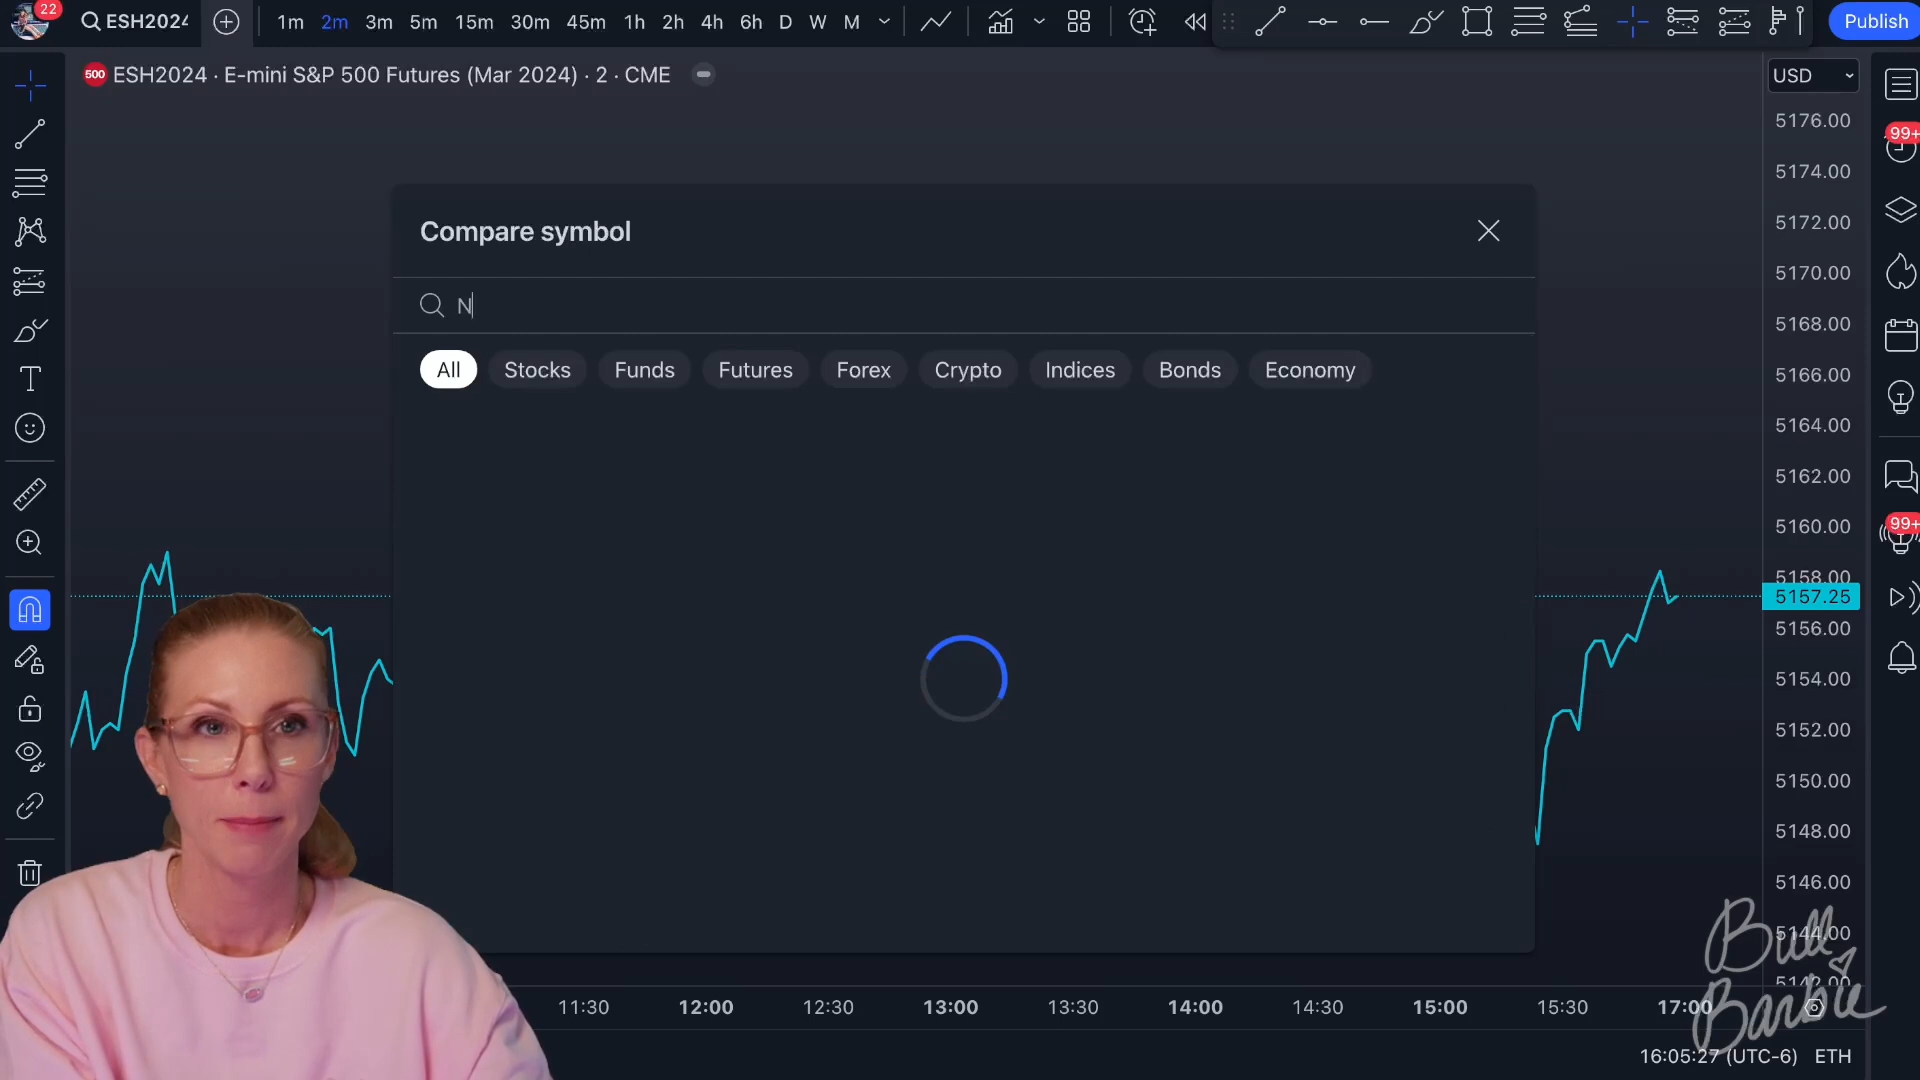 22
ESH2024
1m 2m 3m 5m 15m 30m 45m 1h 2h 4h 6h D W M
Publish
500 ESH2024 · E-mini S&P 500 Futures (Mar 2024) · 2 · CME
USD
5176.00
99+
5174.00
5172.00
Compare symbol
5170.00
N
5168.00
All Stocks Funds Futures Forex Crypto Indices Bonds Economy
5166.00
5164.00
5162.00
5160.00
99+
5158.00
5157.25
5156.00
5154.00
5152.00
5150.00
5148.00
5146.00
5144.00
5142.00
Bull
Barbie
11:30 12:00 12:30 13:00 13:30 14:00 14:30 15:00 15:30 17:00
16:05:27 (UTC-6) ETH